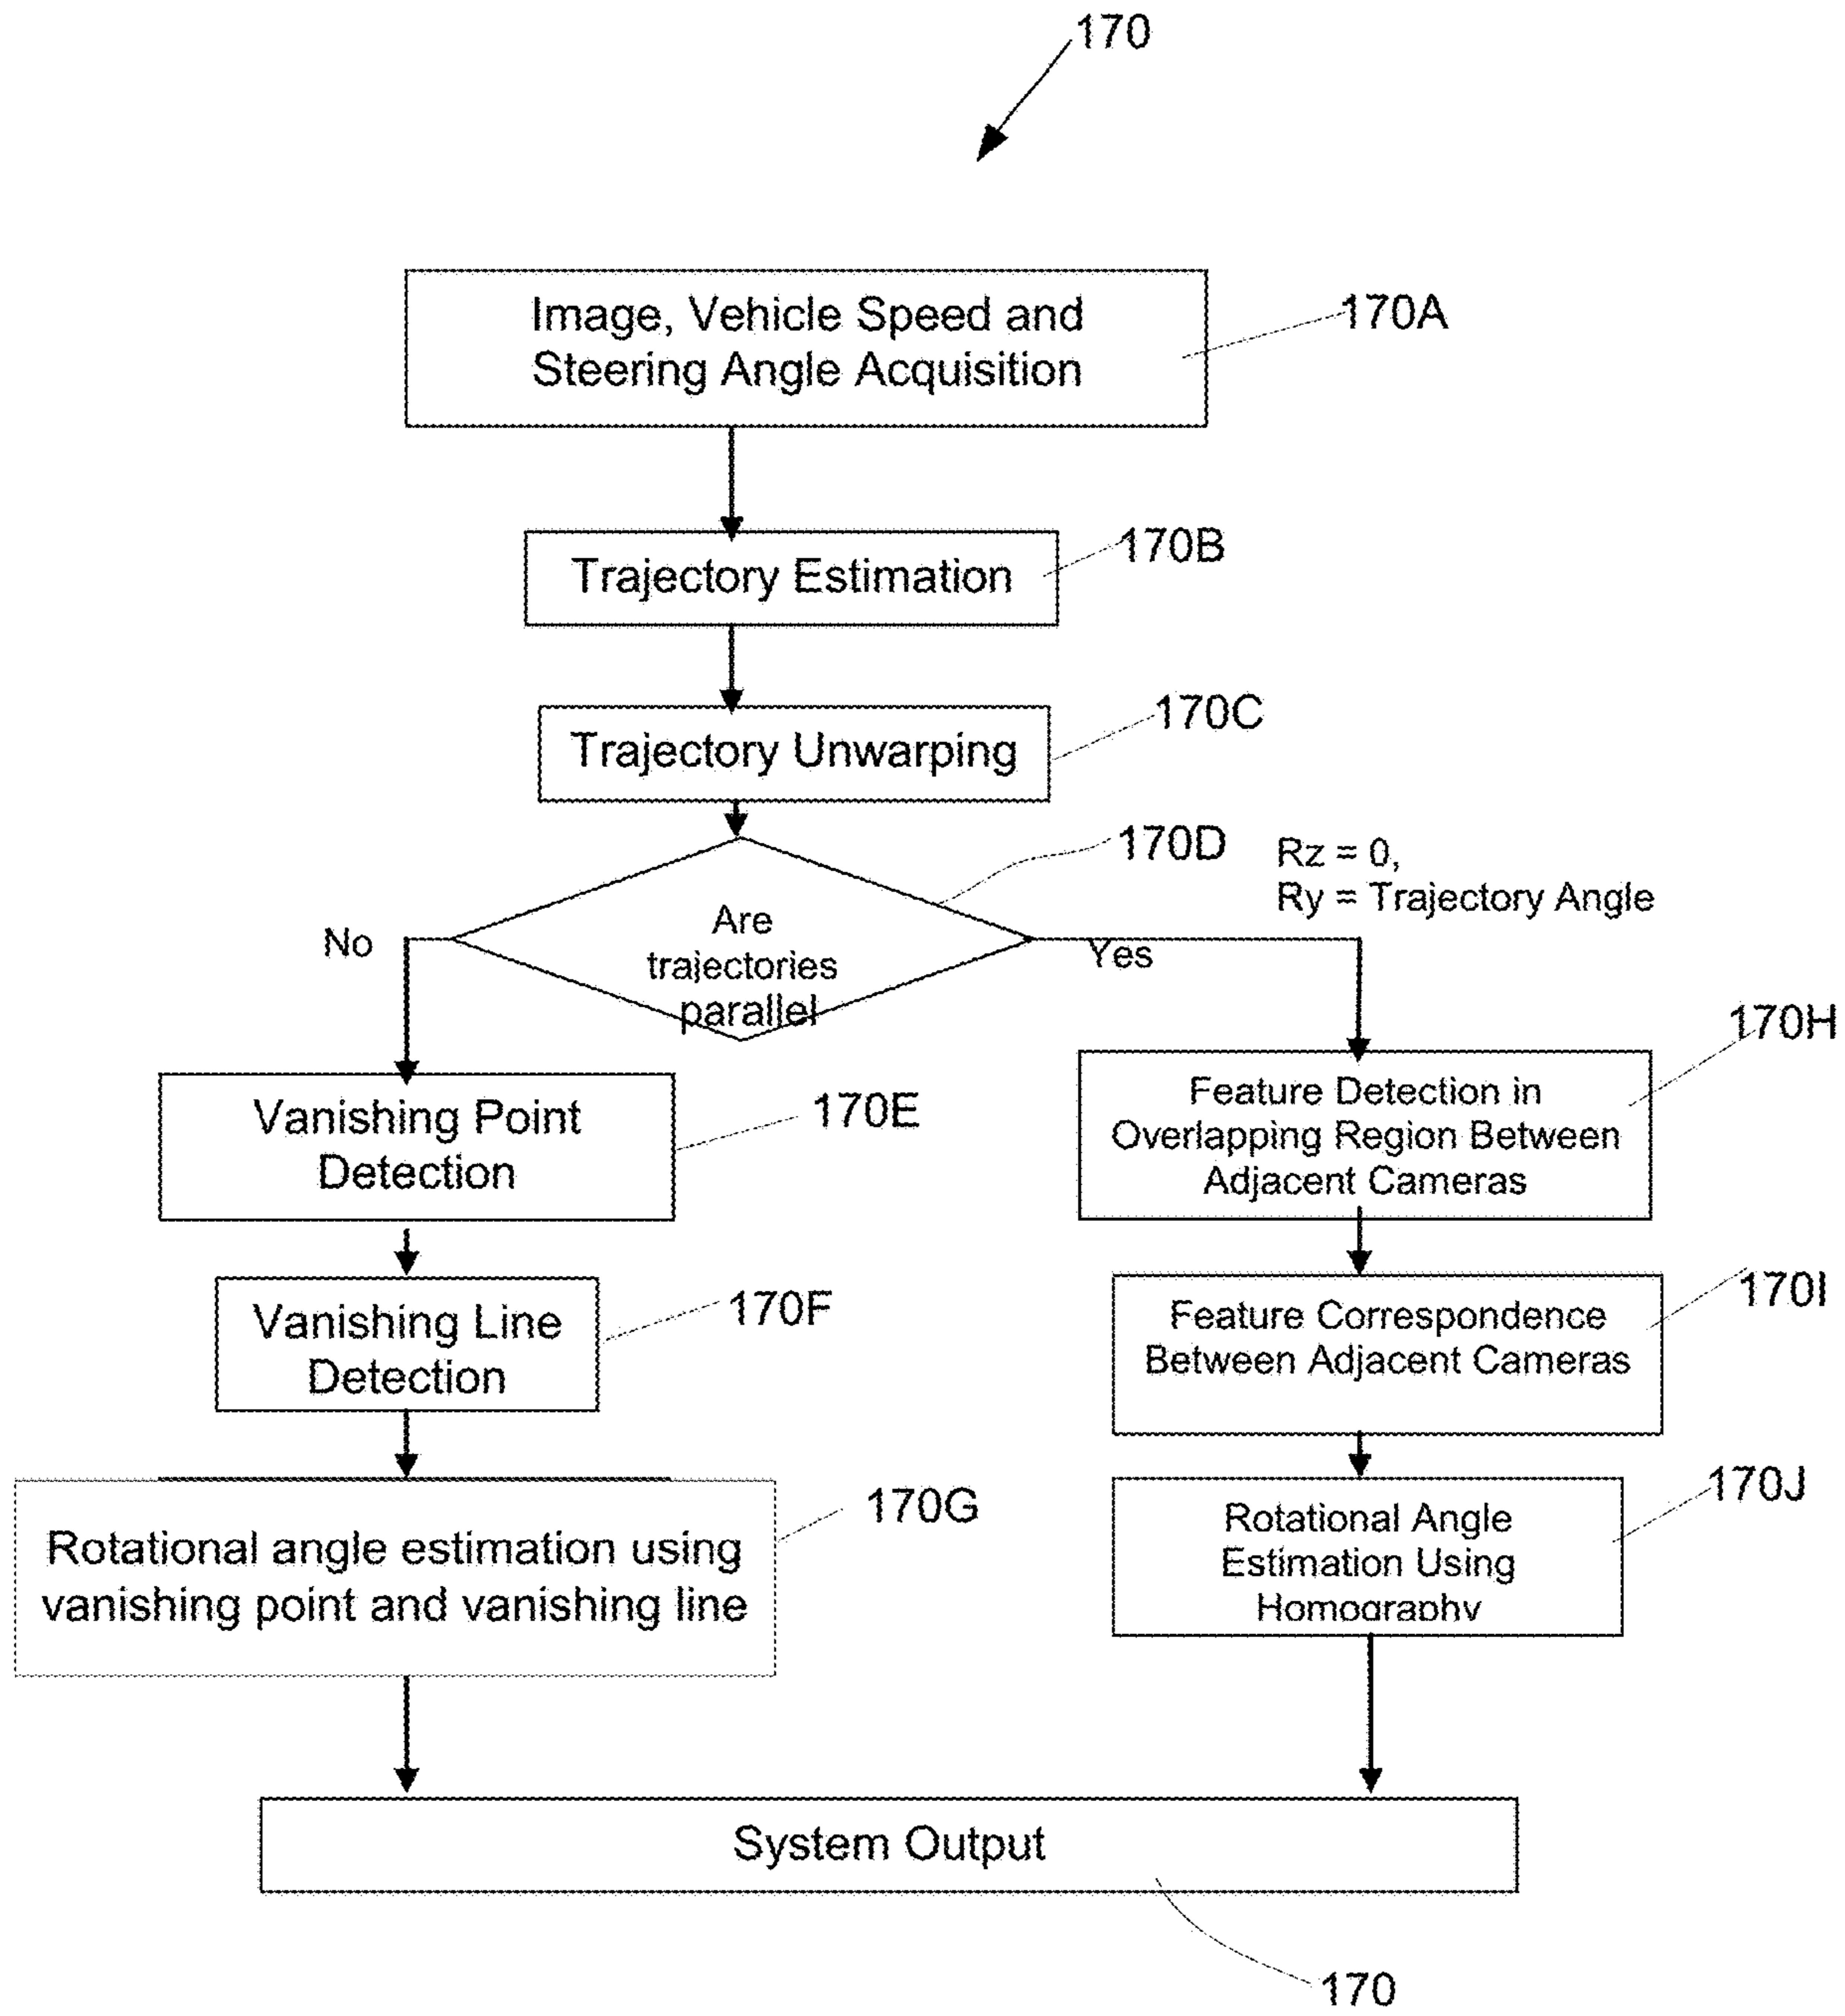 170
Image, Vehicle Speed and
Steering Angle Acquisition
170A
Trajectory Estimation
170B
Trajectory Unwarping
170C
170D
Rz = 0,
Ry = Trajectory Angle
Are
trajectories
parallel
No
Yes
Vanishing Point
Detection
170E
Vanishing Line
Detection
170F
Rotational angle estimation using
vanishing point and vanishing line
170G
Feature Detection in
Overlapping Region Between
Adjacent Cameras
170H
Feature Correspondence
Between Adjacent Cameras
170I
Rotational Angle
Estimation Using
Homography
170J
System Output
170